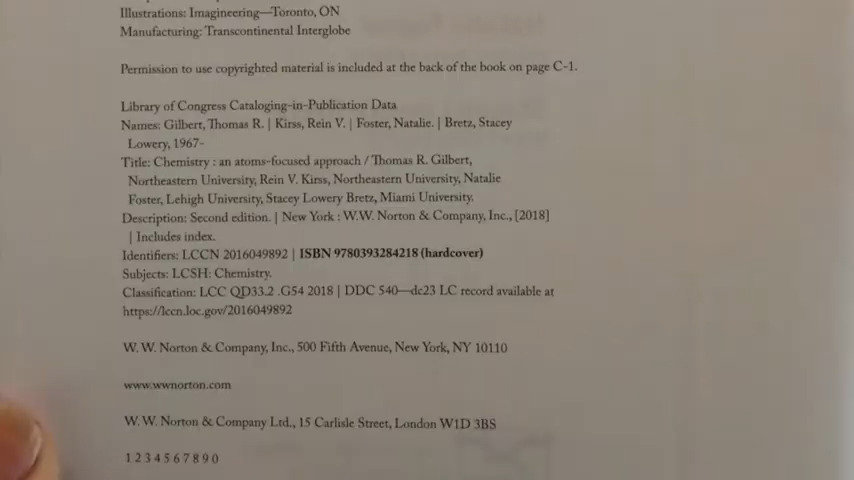 Illustrations: Imagineering—Toronto, ON
Manufacturing: Transcontinental Interglobe
Permission to use copyrighted material is included at the back of the book on page C-1.
Library of Congress Cataloging-in-Publication Data
Names: Gilbert, Thomas R. | Kirss, Rein V. | Foster, Natalie. | Bretz, Stacey
Lowery, 1967-
Title: Chemistry : an atoms-focused approach / Thomas R. Gilbert,
Northeastern University, Rein V. Kirss, Northeastern University, Natalie
Foster, Lehigh University, Stacey Lowery Bretz, Miami University.
Description: Second edition. | New York : W.W. Norton & Company, Inc., [2018]
| Includes index.
Identifiers: LCCN 2016049892 | ISBN 9780393284218 (hardcover)
Subjects: LCSH: Chemistry.
Classification: LCC QD33.2 .G54 2018 | DDC 540—dc23 LC record available at
https://lccn.loc.gov/2016049892
W. W. Norton & Company, Inc., 500 Fifth Avenue, New York, NY 10110
www.wwnorton.com
W. W. Norton & Company Ltd., 15 Carlisle Street, London W1D 3BS
1 2 3 4 5 6 7 8 9 0